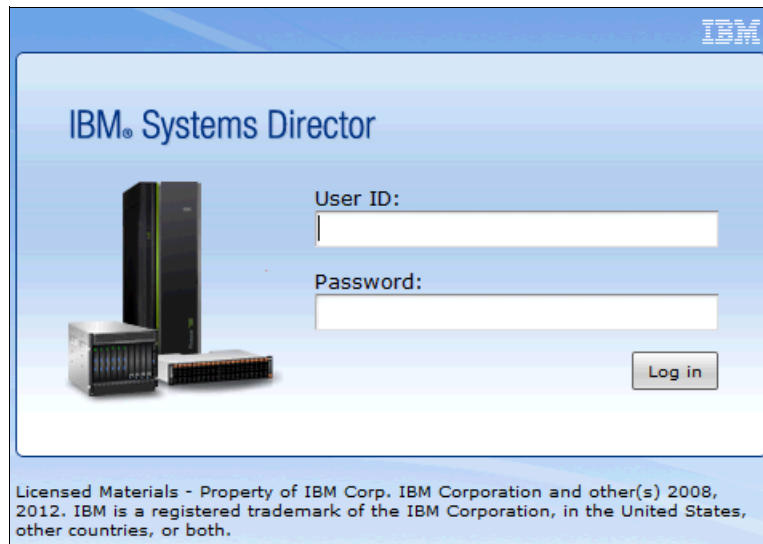 IBM
IBM® Systems Director
User ID:
Password:
Log in
Licensed Materials - Property of IBM Corp. IBM Corporation and other(s) 2008,
2012. IBM is a registered trademark of the IBM Corporation, in the United States,
other countries, or both.